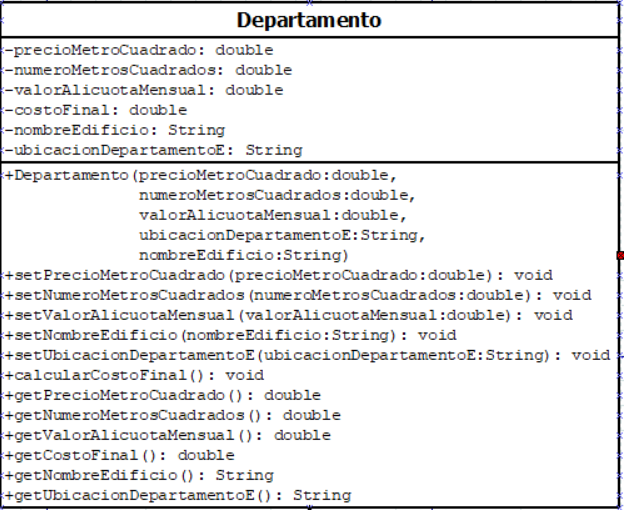 Departamento
-precioMetroCuadrado: double
-numeroMetrosCuadrados: double
-valorAlicuotaMensual: double
-costoFinal: double
-nombreEdificio: String
-ubicacionDepartamentoE: String
+Departamento(precioMetroCuadrado:double,
numeroMetrosCuadrados:double,
valorAlicuotaMensual:double,
ubicacionDepartamentoE:String,
nombreEdificio:String)
+setPrecioMetroCuadrado(precioMetroCuadrado:double): void
+setNumeroMetrosCuadrados(numeroMetrosCuadrados:double): void
+setValorAlicuotaMensual(valorAlicuotaMensual:double): void
+setNombreEdificio(nombreEdificio:String): void
+setUbicacionDepartamentoE(ubicacionDepartamentoE:String): void
+calcularCostoFinal(): void
+getPrecioMetroCuadrado(): double
+getNumeroMetrosCuadrados(): double
+getValorAlicuotaMensual(): double
+getCostoFinal(): double
+getNombreEdificio(): String
+getUbicacionDepartamentoE(): String